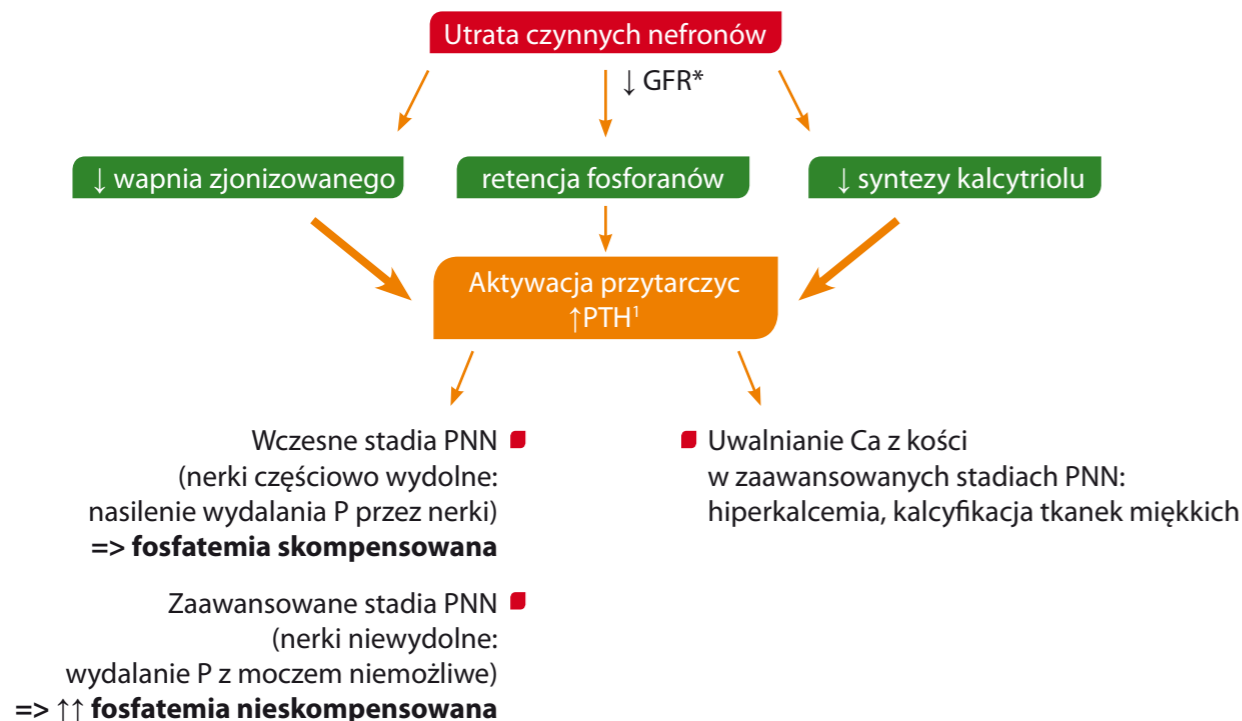 Utrata czynnych nefronów
↓ GFR*
↓ wapnia zjonizowanego
retencja fosforanów
↓ syntezy kalcytriolu
Aktywacja przytarczyc
↑PTH¹
Wczesne stadia PNN
(nerki częściowo wydolne:
nasilenie wydalania P przez nerki)
=> fosfatemia skompensowana
Zaawansowane stadia PNN
(nerki niewydolne:
wydalanie P z moczem niemożliwe)
=> ↑↑ fosfatemia nieskompensowana
Uwalnianie Ca z kości
w zaawansowanych stadiach PNN:
hiperkalcemia, kalcyfikacja tkanek miękkich